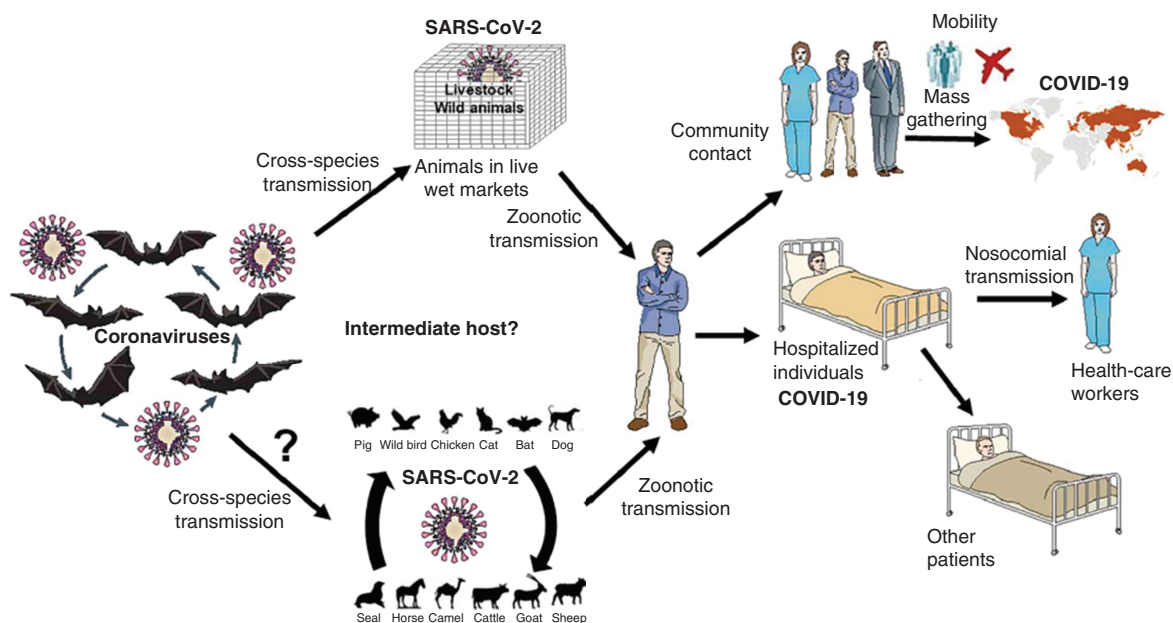 SARS-CoV-2
Livestock
Wild animals
Animals in live
wet markets
Cross-species
transmission
Zoonotic
transmission
Coronaviruses
Intermediate host?
?
Cross-species
transmission
Pig
Wild bird
Chicken
Cat
Bat
Dog
SARS-CoV-2
Seal
Horse
Camel
Cattle
Goat
Sheep
Zoonotic
transmission
Community
contact
Mobility
Mass
gathering
COVID-19
Hospitalized
individuals
COVID-19
Nosocomial
transmission
Health-care
workers
Other
patients